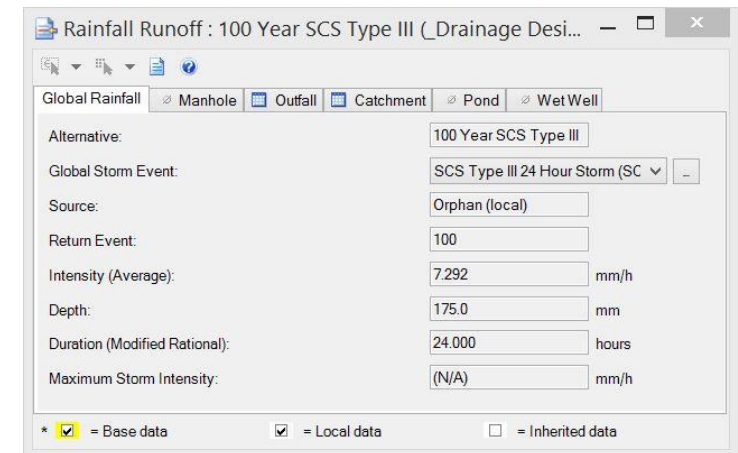 Rainfall Runoff : 100 Year SCS Type III (_Drainage Desi...
Global Rainfall Manhole Outfall Catchment Pond Wet Well
Alternative: 100 Year SCS Type III
Global Storm Event: SCS Type III 24 Hour Storm (SC
Source: Orphan (local)
Return Event: 100
Intensity (Average): 7.292 mm/h
Depth: 175.0 mm
Duration (Modified Rational): 24.000 hours
Maximum Storm Intensity: (N/A) mm/h
* = Base data = Local data = Inherited data